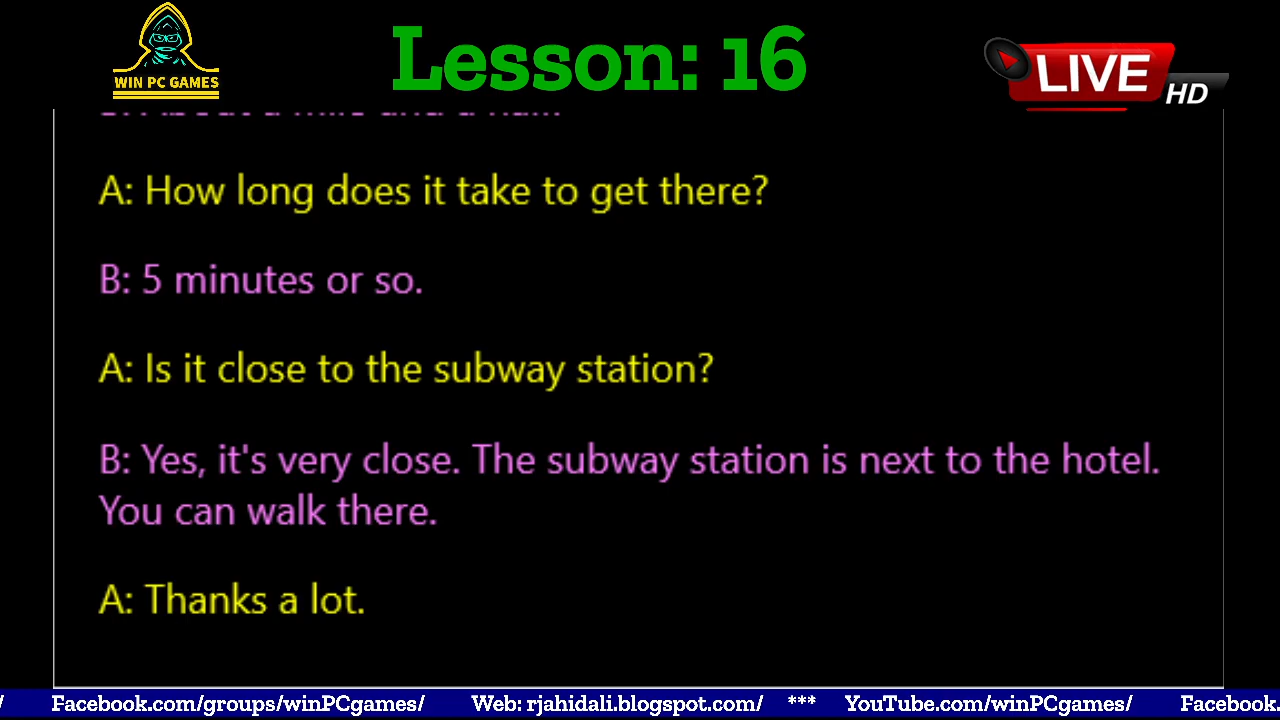 WIN PC GAMES
Lesson: 16
LIVE
HD
A: How long does it take to get there?
B: 5 minutes or so.
A: Is it close to the subway station?
B: Yes, it's very close. The subway station is next to the hotel.
You can walk there.
A: Thanks a lot.
/ Facebook.com/groups/winPCgames/ Web: rjahidali.blogspot.com/ *** YouTube.com/winPCgames/ Facebook.